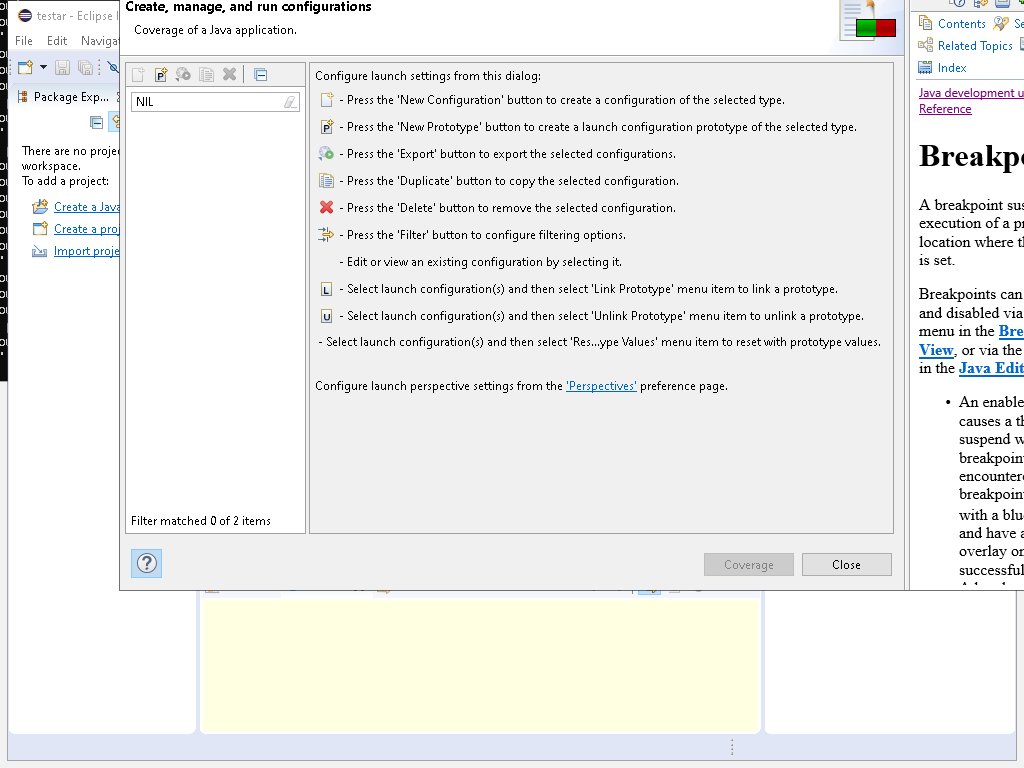 Create, manage, and run configurations
Coverage of a Java application.
testar - Eclipse I
File Edit Naviga
Package Exp...
There are no proje
workspace.
To add a project:
Create a Java
Create a proj
Import proje
NIL
Filter matched 0 of 2 items
Configure launch settings from this dialog:
- Press the 'New Configuration' button to create a configuration of the selected type.
- Press the 'New Prototype' button to create a launch configuration prototype of the selected type.
- Press the 'Export' button to export the selected configurations.
- Press the 'Duplicate' button to copy the selected configuration.
- Press the 'Delete' button to remove the selected configuration.
- Press the 'Filter' button to configure filtering options.
- Edit or view an existing configuration by selecting it.
L - Select launch configuration(s) and then select 'Link Prototype' menu item to link a prototype.
U - Select launch configuration(s) and then select 'Unlink Prototype' menu item to unlink a prototype.
- Select launch configuration(s) and then select 'Res...ype Values' menu item to reset with prototype values.
Configure launch perspective settings from the 'Perspectives' preference page.
Coverage
Close
Contents Se
Related Topics
Index
Java development u
Reference
Breakpo
A breakpoint sus
execution of a pr
location where th
is set.
Breakpoints can
and disabled via
menu in the Bre
View, or via the
in the Java Edit
• An enable
causes a th
suspend w
breakpoint
encountere
breakpoint
with a blu
and have a
overlay on
successful